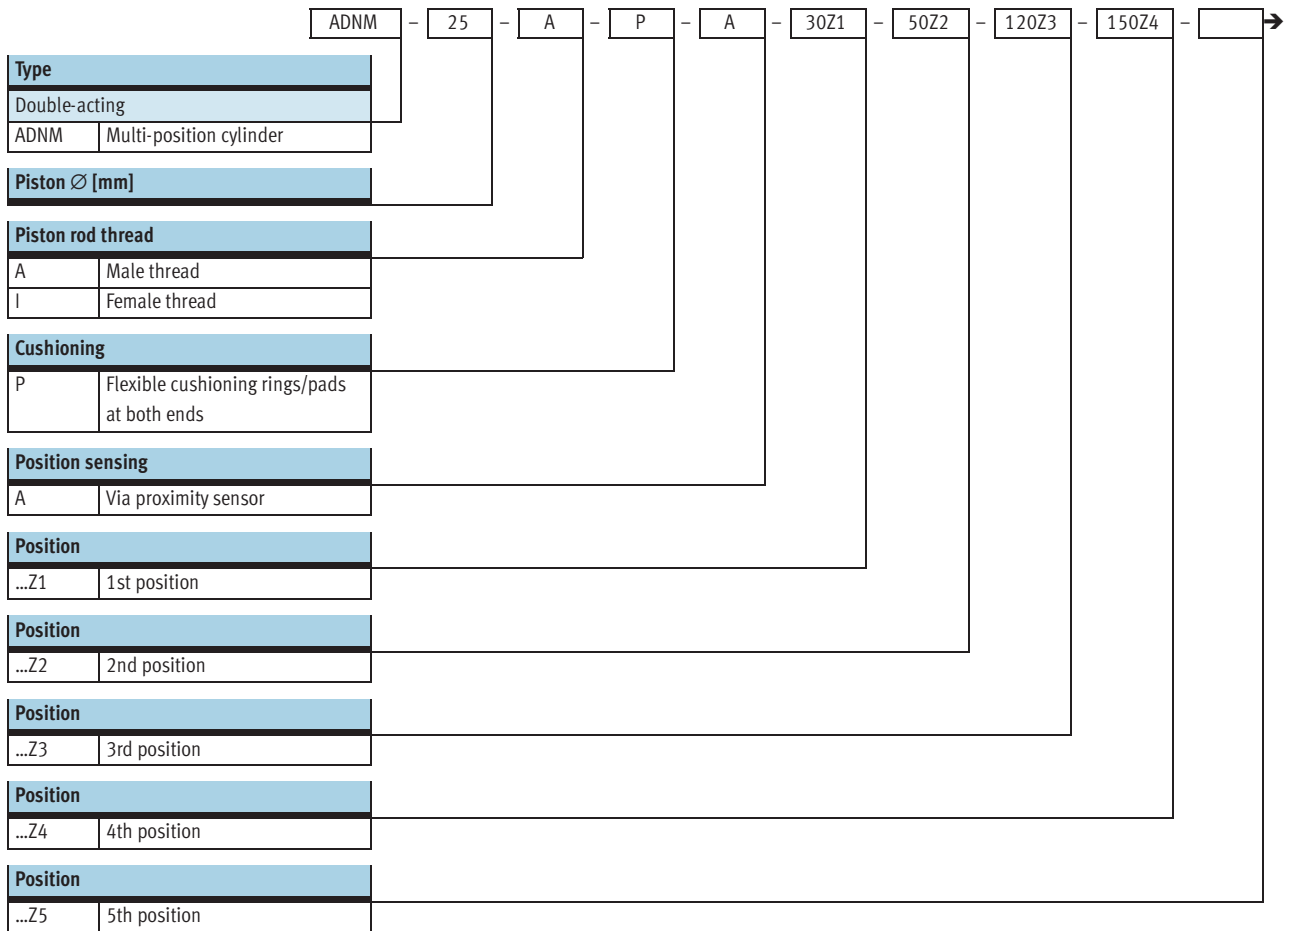 ADNM – 25 – A – P – A – 30Z1 – 50Z2 – 120Z3 – 150Z4 – ➔
Type
Double-acting
ADNM Multi-position cylinder
Piston ∅ [mm]
Piston rod thread
A Male thread
I Female thread
Cushioning
P Flexible cushioning rings/pads
at both ends
Position sensing
A Via proximity sensor
Position
...Z1 1st position
Position
...Z2 2nd position
Position
...Z3 3rd position
Position
...Z4 4th position
Position
...Z5 5th position